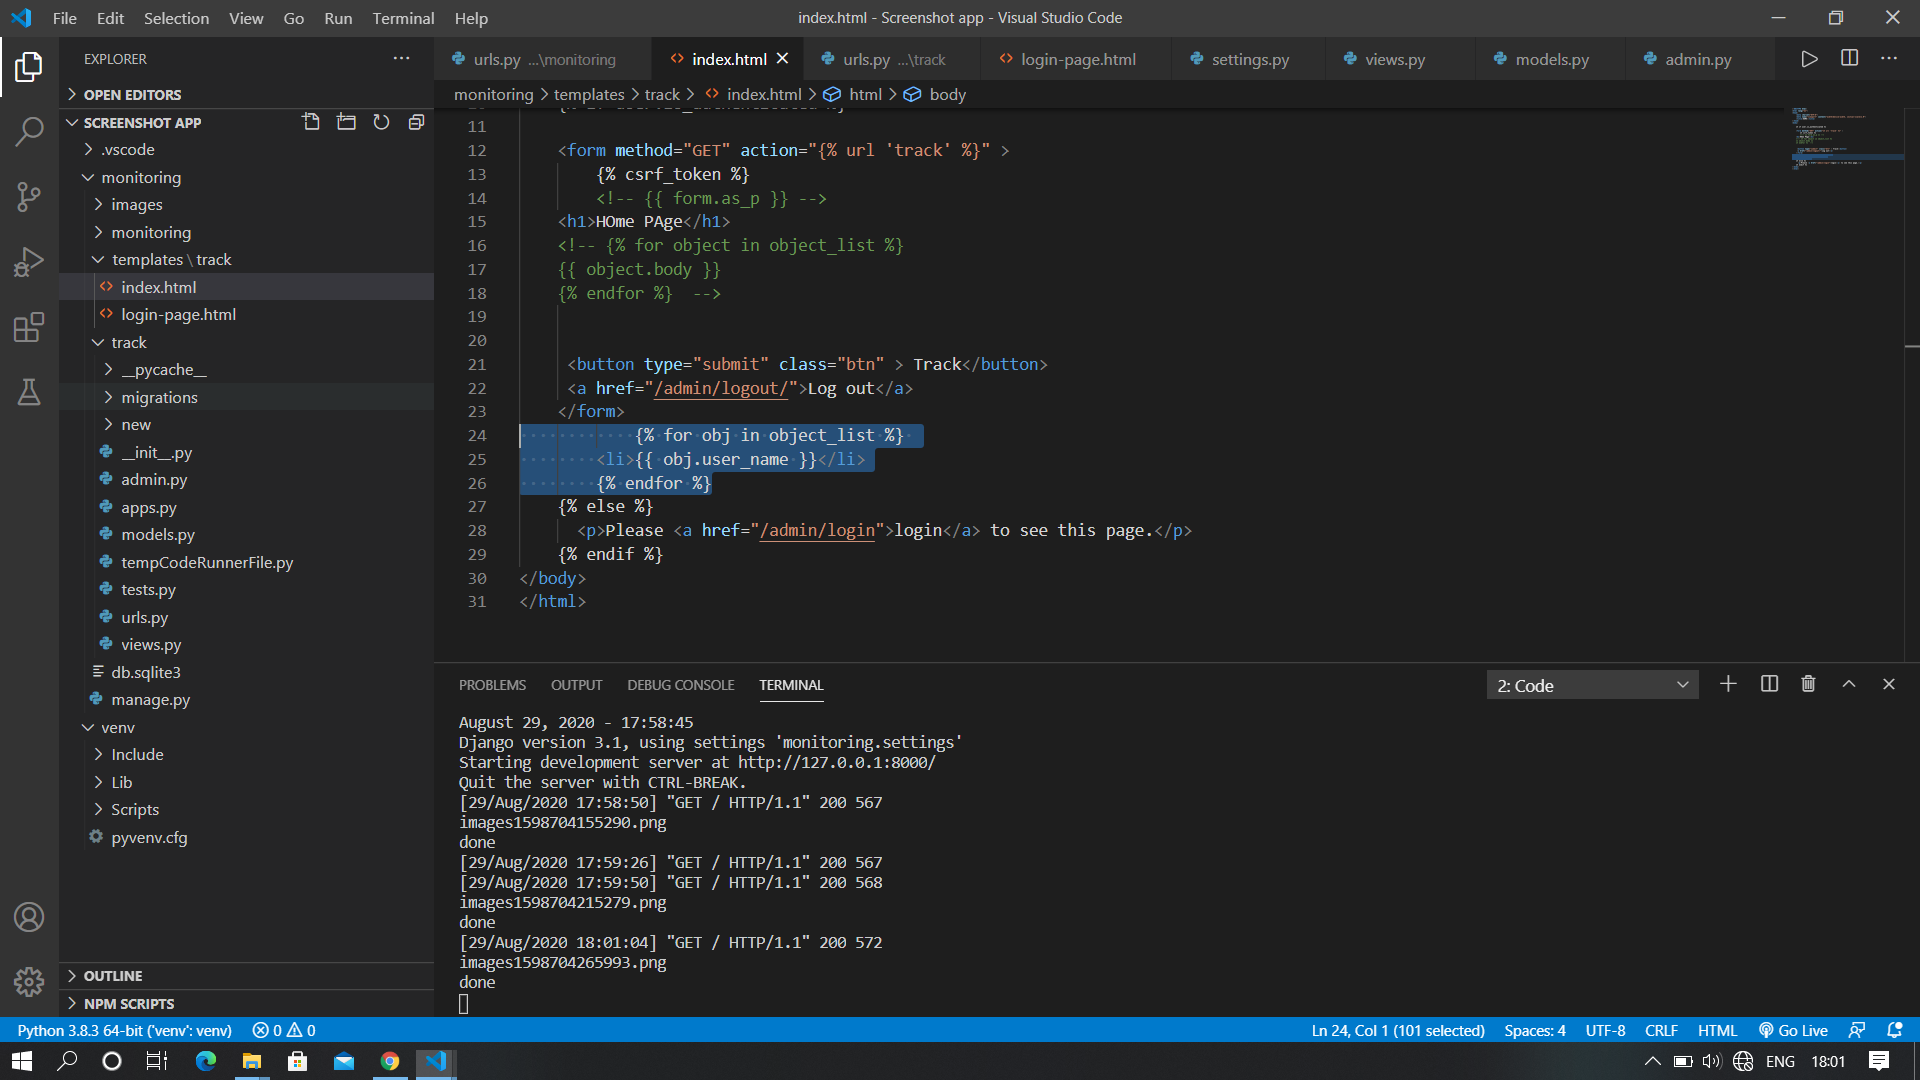 File Edit Selection View Go Run Terminal Help
index.html - Screenshot app - Visual Studio Code
EXPLORER
OPEN EDITORS
SCREENSHOT APP
.vscode
monitoring
images
monitoring
templates \ track
index.html
login-page.html
track
__pycache__
migrations
new
__init__.py
admin.py
apps.py
models.py
tempCodeRunnerFile.py
tests.py
urls.py
views.py
db.sqlite3
manage.py
venv
Include
Lib
Scripts
pyvenv.cfg
OUTLINE
NPM SCRIPTS
urls.py ...\monitoring
index.html
urls.py ...\track
login-page.html
settings.py
views.py
models.py
admin.py
monitoring > templates > track > index.html > html > body
11
12 <form method="GET" action="{% url 'track' %}" >
13 {% csrf_token %}
14 <!-- {{ form.as_p }} -->
15 <h1>HOme PAge</h1>
16 <!-- {% for object in object_list %}
17 {{ object.body }}
18 {% endfor %}  -->
19
20
21 <button type="submit" class="btn" > Track</button>
22 <a href="/admin/logout/">Log out</a>
23 </form>
24 {% for obj in object_list %}
25 <li>{{ obj.user_name }}</li>
26 {% endfor %}
27 {% else %}
28 <p>Please <a href="/admin/login">login</a> to see this page.</p>
29 {% endif %}
30 </body>
31 </html>
PROBLEMS OUTPUT DEBUG CONSOLE TERMINAL
2: Code
August 29, 2020 - 17:58:45
Django version 3.1, using settings 'monitoring.settings'
Starting development server at http://127.0.0.1:8000/
Quit the server with CTRL-BREAK.
[29/Aug/2020 17:58:50] "GET / HTTP/1.1" 200 567
images1598704155290.png
done
[29/Aug/2020 17:59:26] "GET / HTTP/1.1" 200 567
[29/Aug/2020 17:59:50] "GET / HTTP/1.1" 200 568
images1598704215279.png
done
[29/Aug/2020 18:01:04] "GET / HTTP/1.1" 200 572
images1598704265993.png
done
Python 3.8.3 64-bit ('venv': venv) 0 0
Ln 24, Col 1 (101 selected) Spaces: 4 UTF-8 CRLF HTML Go Live
ENG 18:01